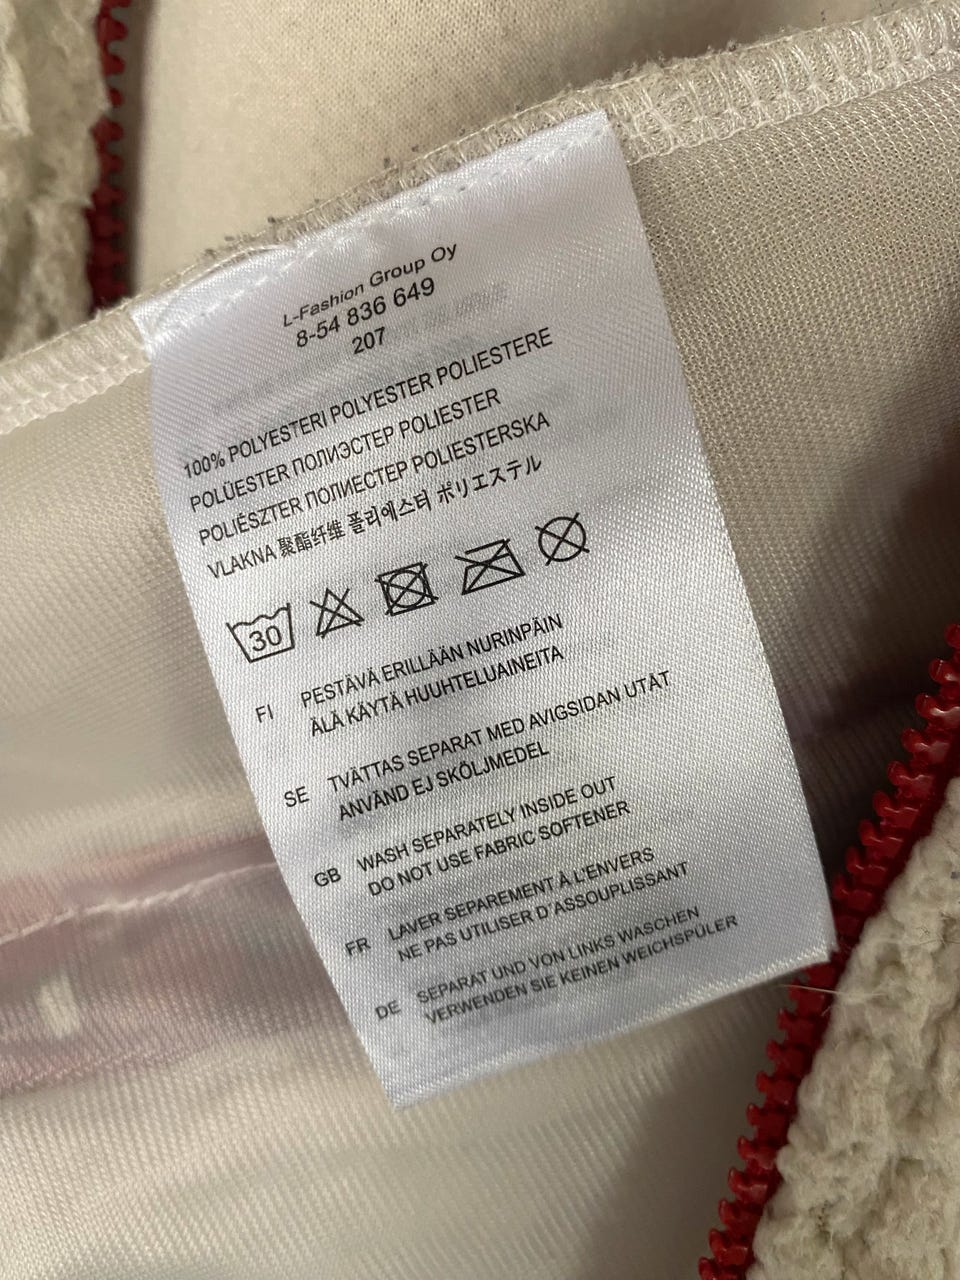 L-Fashion Group Oy
8-54 836 649
207
100% POLYESTERI POLYESTER POLIESTERE
POLÜESTER ПОЛИЭСТЕР POLIESTER
POLIÉSZTER ПОЛИЕСТЕР POLIESTERSKA
VLAKNA 聚酯纤维 폴리에스터 ポリエステル
30
FI PESTÄVÄ ERILLÄÄN NURINPÄIN
ÄLÄ KÄYTÄ HUUHTELUAINEITA
SE TVÄTTAS SEPARAT MED AVIGSIDAN UTÅT
ANVÄND EJ SKÖLJMEDEL
GB WASH SEPARATELY INSIDE OUT
DO NOT USE FABRIC SOFTENER
FR LAVER SEPAREMENT À L'ENVERS
NE PAS UTILISER D'ASSOUPLISSANT
DE SEPARAT UND VON LINKS WASCHEN
VERWENDEN SIE KEINEN WEICHSPÜLER